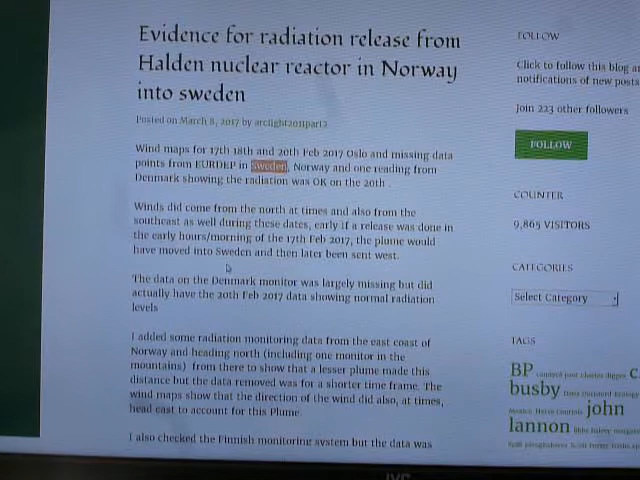 Evidence for radiation release from
Halden nuclear reactor in Norway
into sweden
Posted on March 8, 2017 by arclight2011part2
Wind maps for 17th 18th and 20th Feb 2017 Oslo and missing data
points from EURDEP in Sweden, Norway and one reading from
Denmark showing the radiation was OK on the 20th .
Winds did come from the north at times and also from the
southeast as well during these dates, early if a release was done in
the early hours/morning of the 17th Feb 2017, the plume would
have moved into Sweden and then later been sent west.
The data on the Denmark monitor was largely missing but did
actually have the 20th Feb 2017 data showing normal radiation
levels
I added some radiation monitoring data from the east coast of
Norway and heading north (including one monitor in the
mountains) from there to show that a lesser plume made this
distance but the data removed was for a shorter time frame. The
wind maps show that the direction of the wind did also, at times,
head east to account for this Plume.
I also checked the Finnish monitoring system but the data was
FOLLOW
Click to follow this blog
notifications of new posts
Join 223 other followers
FOLLOW
COUNTER
9,865 VISITORS
CATEGORIES
Select Category
TAGS
BP
busby
john
lannon
JVC